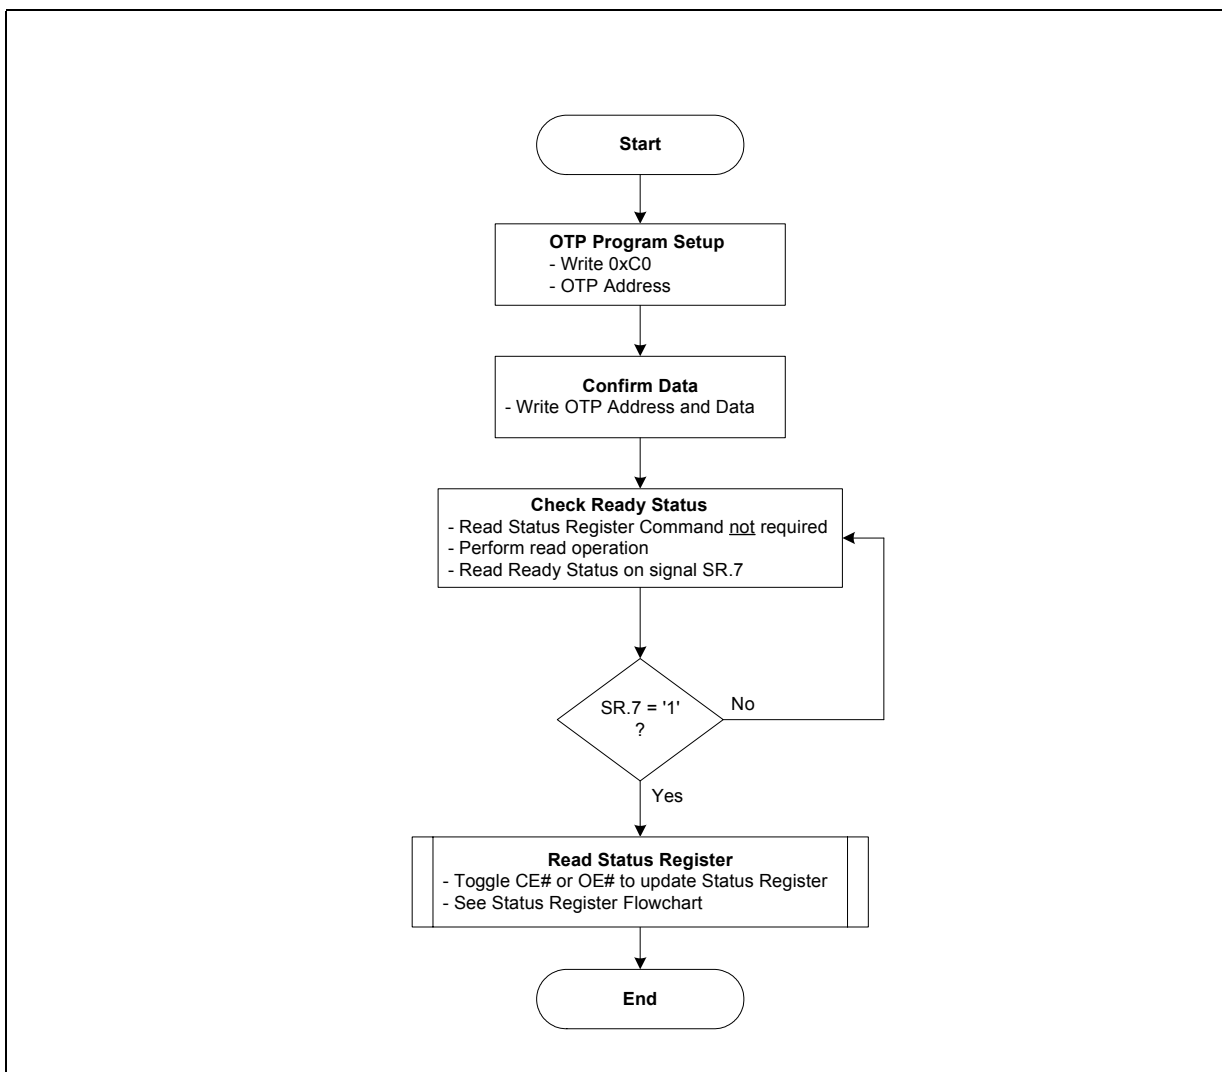 Start
OTP Program Setup
- Write 0xC0
- OTP Address
Confirm Data
- Write OTP Address and Data
Check Ready Status
- Read Status Register Command not required
- Perform read operation
- Read Ready Status on signal SR.7
SR.7 = '1'
?
No
Yes
Read Status Register
- Toggle CE# or OE# to update Status Register
- See Status Register Flowchart
End